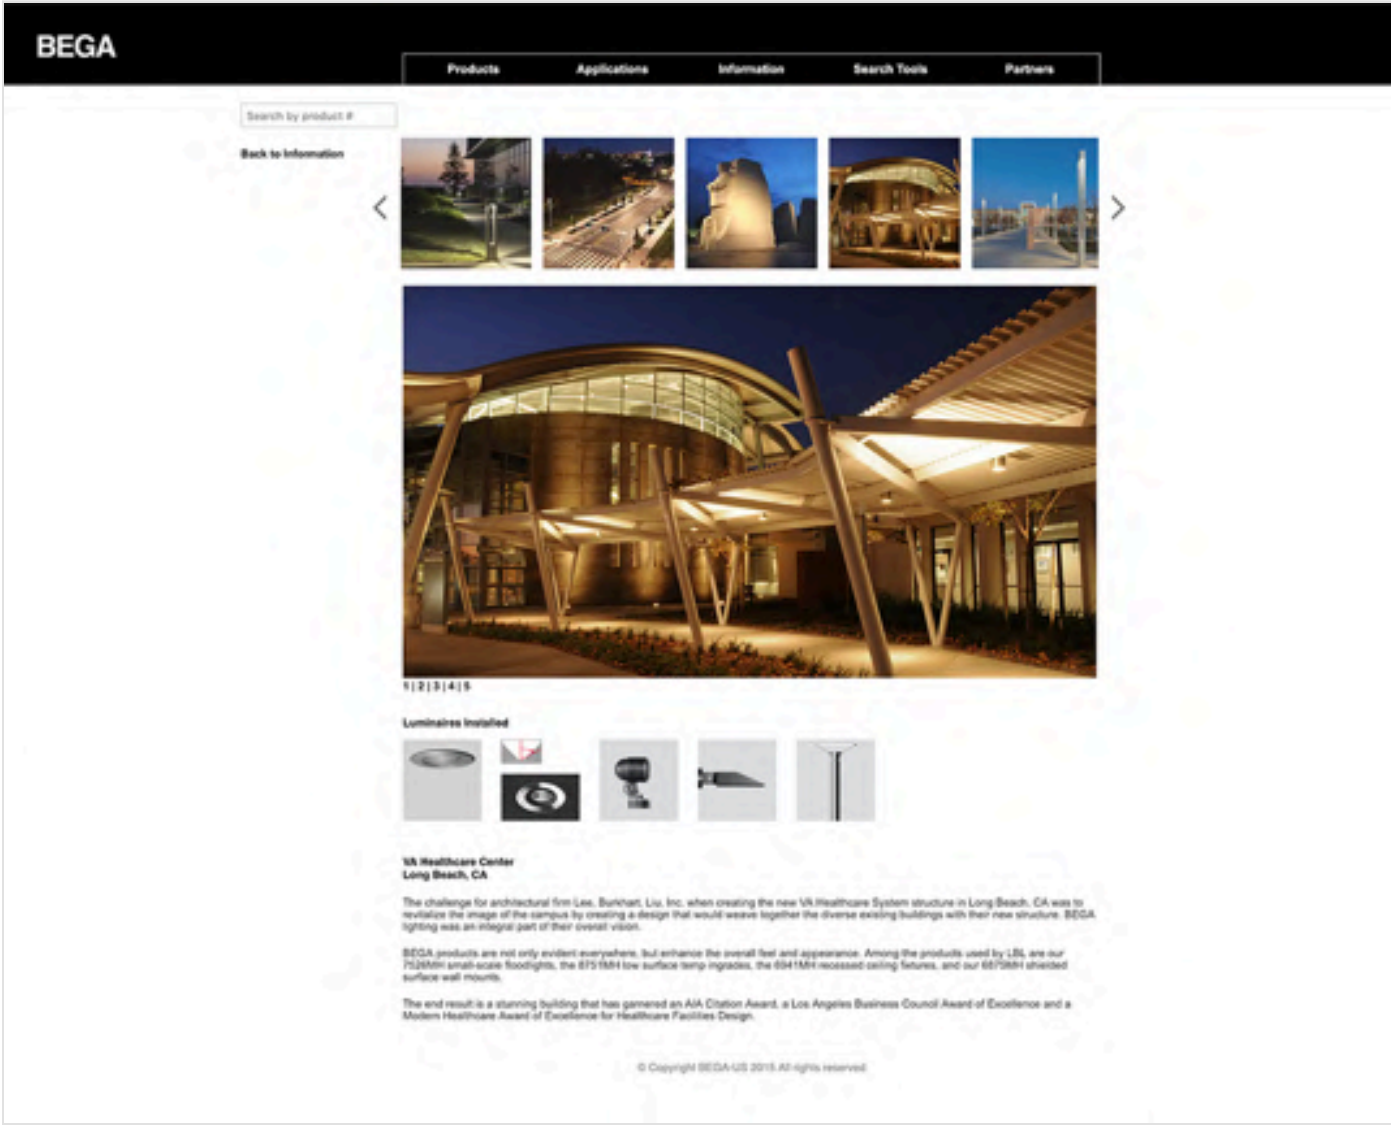 BEGA
Products Applications Information Search Tools Partners
Search by product #
Back to Information
1 | 2 | 3 | 4 | 5
Luminaires Installed
VA Healthcare Center
Long Beach, CA
The challenge for architectural firm Lee, Burkhart, Liu, Inc. when creating the new VA Healthcare System structure in Long Beach, CA was to
revitalize the image of the campus by creating a design that would weave together the diverse existing buildings with their new structure. BEGA
lighting was an integral part of their overall vision.
BEGA products are not only evident everywhere, but enhance the overall feel and appearance. Among the products used by LBL are our
7526MH small-scale floodlights, the 8751MH low surface temp ingrades, the 6941MH recessed ceiling fixtures, and our 6879MH shielded
surface wall mounts.
The end result is a stunning building that has garnered an AIA Citation Award, a Los Angeles Business Council Award of Excellence and a
Modern Healthcare Award of Excellence for Healthcare Facilities Design.
© Copyright BEGA-US 2015 All rights reserved